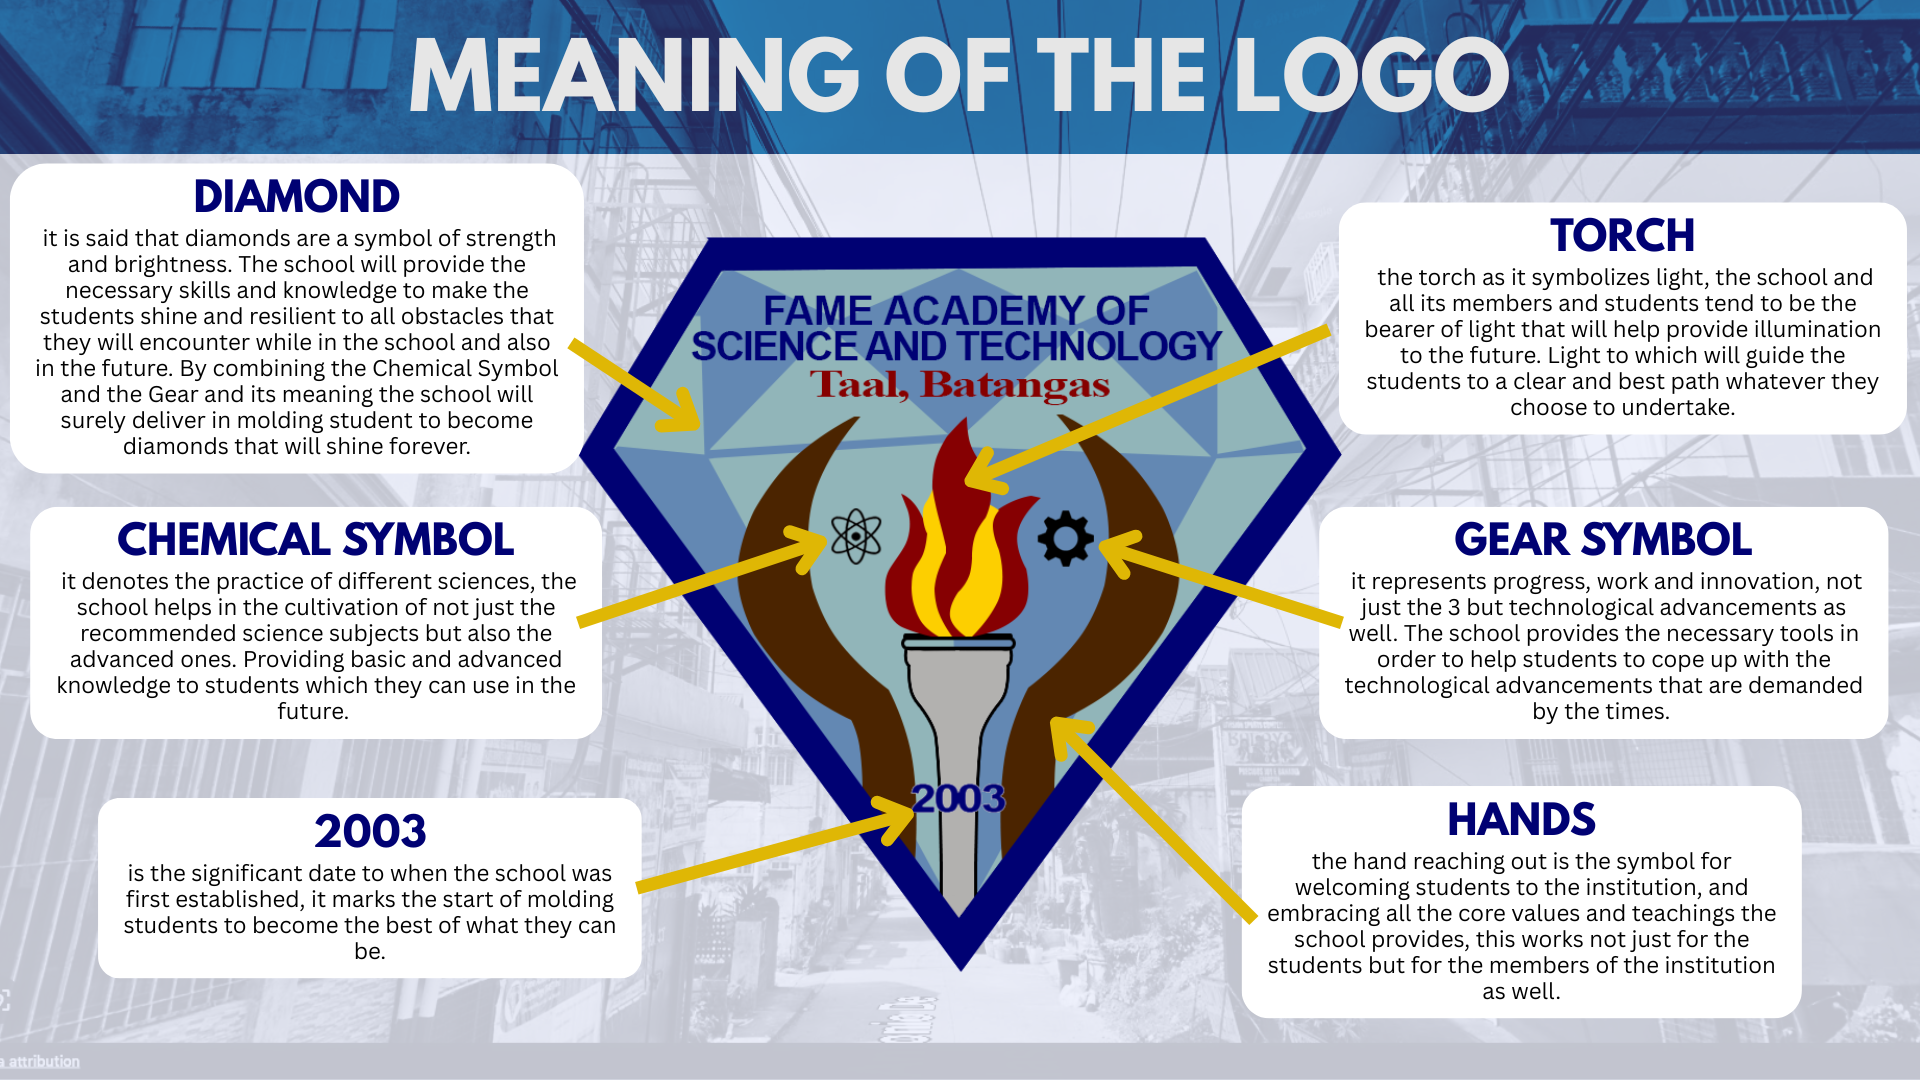 MEANING OF THE LOGO
DIAMOND
it is said that diamonds are a symbol of strength
and brightness. The school will provide the
necessary skills and knowledge to make the
students shine and resilient to all obstacles that
they will encounter while in the school and also
in the future. By combining the Chemical Symbol
and the Gear and its meaning the school will
surely deliver in molding student to become
diamonds that will shine forever.
CHEMICAL SYMBOL
it denotes the practice of different sciences, the
school helps in the cultivation of not just the
recommended science subjects but also the
advanced ones. Providing basic and advanced
knowledge to students which they can use in the
future.
2003
is the significant date to when the school was
first established, it marks the start of molding
students to become the best of what they can
be.
FAME ACADEMY OF
SCIENCE AND TECHNOLOGY
Taal, Batangas
2003
TORCH
the torch as it symbolizes light, the school and
all its members and students tend to be the
bearer of light that will help provide illumination
to the future. Light to which will guide the
students to a clear and best path whatever they
choose to undertake.
GEAR SYMBOL
it represents progress, work and innovation, not
just the 3 but technological advancements as
well. The school provides the necessary tools in
order to help students to cope up with the
technological advancements that are demanded
by the times.
HANDS
the hand reaching out is the symbol for
welcoming students to the institution, and
embracing all the core values and teachings the
school provides, this works not just for the
students but for the members of the institution
as well.
attribution